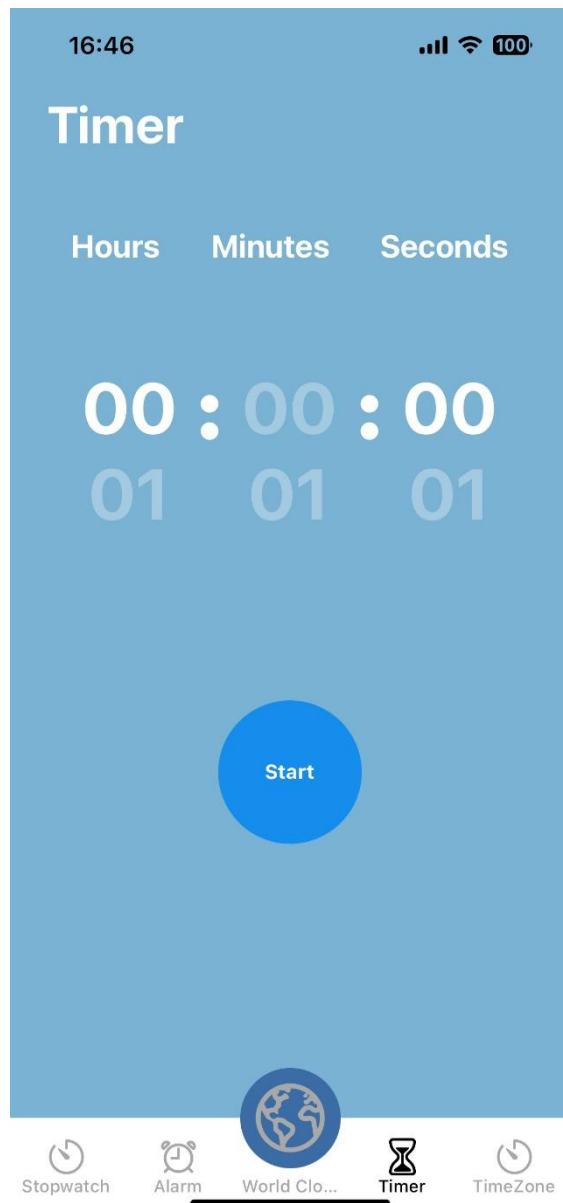 16:46 100
Timer
Hours Minutes Seconds
00 : 00 : 00
01 01 01
Start
Stopwatch Alarm World Clo... Timer TimeZone